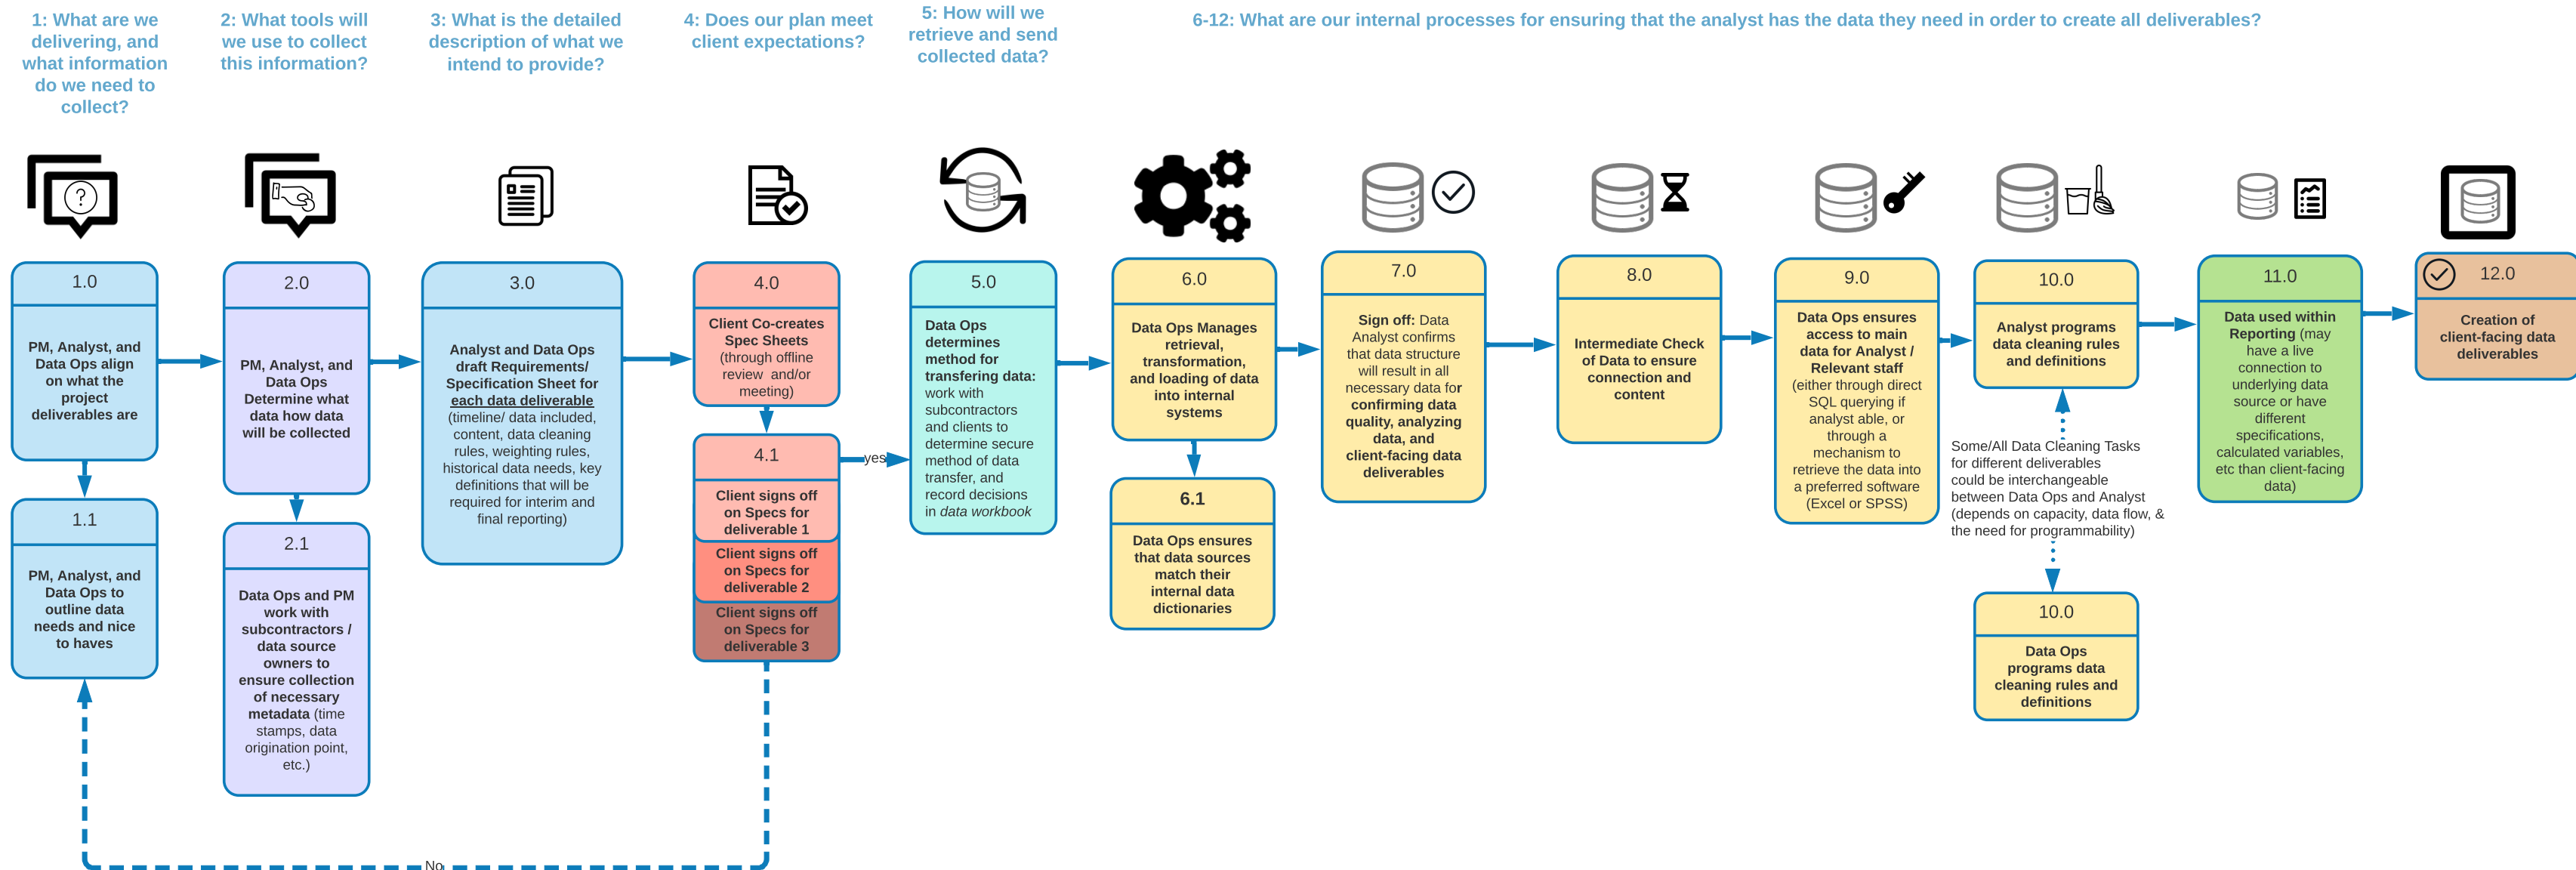 1: What are we
delivering, and
what information
do we need to
collect?
2: What tools will
we use to collect
this information?
3: What is the detailed
description of what we
intend to provide?
4: Does our plan meet
client expectations?
5: How will we
retrieve and send
collected data?
6-12: What are our internal processes for ensuring that the analyst has the data they need in order to create all deliverables?
?
1.0
PM, Analyst, and
Data Ops align
on what the
project
deliverables are
1.1
PM, Analyst, and
Data Ops to
outline data
needs and nice
to haves
2.0
PM, Analyst, and
Data Ops
Determine what
data how data
will be collected
2.1
Data Ops and PM
work with
subcontractors /
data source
owners to
ensure collection
of necessary
metadata (time
stamps, data
origination point,
etc.)
3.0
Analyst and Data Ops
draft Requirements/
Specification Sheet for
each data deliverable
(timeline/ data included,
content, data cleaning
rules, weighting rules,
historical data needs, key
definitions that will be
required for interim and
final reporting)
4.0
Client Co-creates
Spec Sheets
(through offline
review and/or
meeting)
4.1
Client signs off
on Specs for
deliverable 1
Client signs off
on Specs for
deliverable 2
Client signs off
on Specs for
deliverable 3
yes
No
5.0
Data Ops
determines
method for
transfering data:
work with
subcontractors
and clients to
determine secure
method of data
transfer, and
record decisions
in data workbook
6.0
Data Ops Manages
retrieval,
transformation,
and loading of data
into internal
systems
6.1
Data Ops ensures
that data sources
match their
internal data
dictionaries
7.0
Sign off: Data
Analyst confirms
that data structure
will result in all
necessary data for
confirming data
quality, analyzing
data, and
client-facing data
deliverables
8.0
Intermediate Check
of Data to ensure
connection and
content
9.0
Data Ops ensures
access to main
data for Analyst /
Relevant staff
(either through direct
SQL querying if
analyst able, or
through a
mechanism to
retrieve the data into
a preferred software
(Excel or SPSS)
10.0
Analyst programs
data cleaning rules
and definitions
Some/All Data Cleaning Tasks
for different deliverables
could be interchangeable
between Data Ops and Analyst
(depends on capacity, data flow, &
the need for programmability)
10.0
Data Ops
programs data
cleaning rules and
definitions
11.0
Data used within
Reporting (may
have a live
connection to
underlying data
source or have
different
specifications,
calculated variables,
etc than client-facing
data)
12.0
Creation of
client-facing data
deliverables